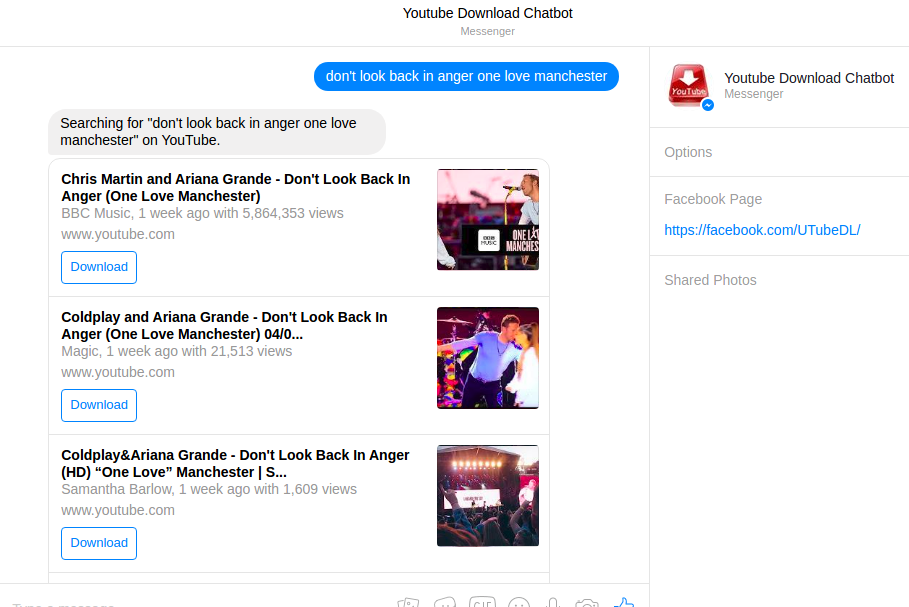 Youtube Download Chatbot
Messenger
don't look back in anger one love manchester
Searching for "don't look back in anger one love
manchester" on YouTube.
Chris Martin and Ariana Grande - Don't Look Back In
Anger (One Love Manchester)
BBC Music, 1 week ago with 5,864,353 views
www.youtube.com
Download
BBC
MUSIC
ONE
MANCHES
Coldplay and Ariana Grande - Don't Look Back In
Anger (One Love Manchester) 04/0...
Magic, 1 week ago with 21,513 views
www.youtube.com
Download
Coldplay&Ariana Grande - Don't Look Back In Anger
(HD) “One Love” Manchester | S...
Samantha Barlow, 1 week ago with 1,609 views
www.youtube.com
Download
Type a message
GIF
YouTube
Youtube Download Chatbot
Messenger
Options
Facebook Page
https://facebook.com/UTubeDL/
Shared Photos